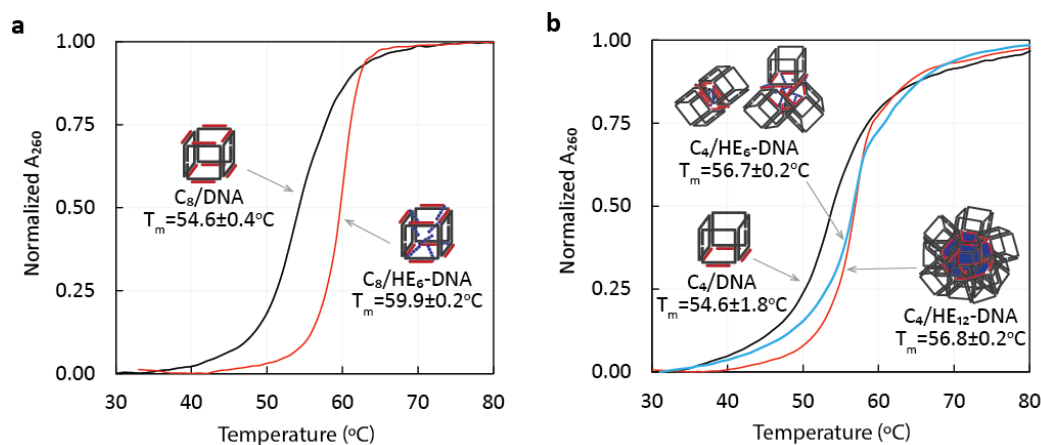 a
1.00
0.75
0.50
0.25
0.00
Normalized A260
C8/DNA
Tm=54.6±0.4°C
C8/HE6-DNA
Tm=59.9±0.2°C
30 40 50 60 70 80
Temperature (°C)
b
1.00
0.75
0.50
0.25
0.00
Normalized A260
C4/HE6-DNA
Tm=56.7±0.2°C
C4/DNA
Tm=54.6±1.8°C
C4/HE12-DNA
Tm=56.8±0.2°C
30 40 50 60 70 80
Temperature (°C)